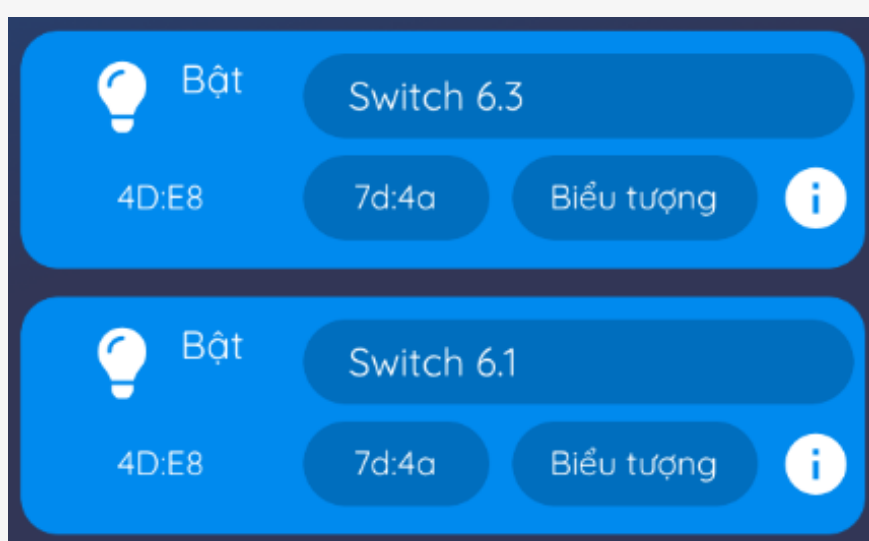 Bật
Switch 6.3
4D:E8
7d:4a
Biểu tượng
i
Bật
Switch 6.1
4D:E8
7d:4a
Biểu tượng
i